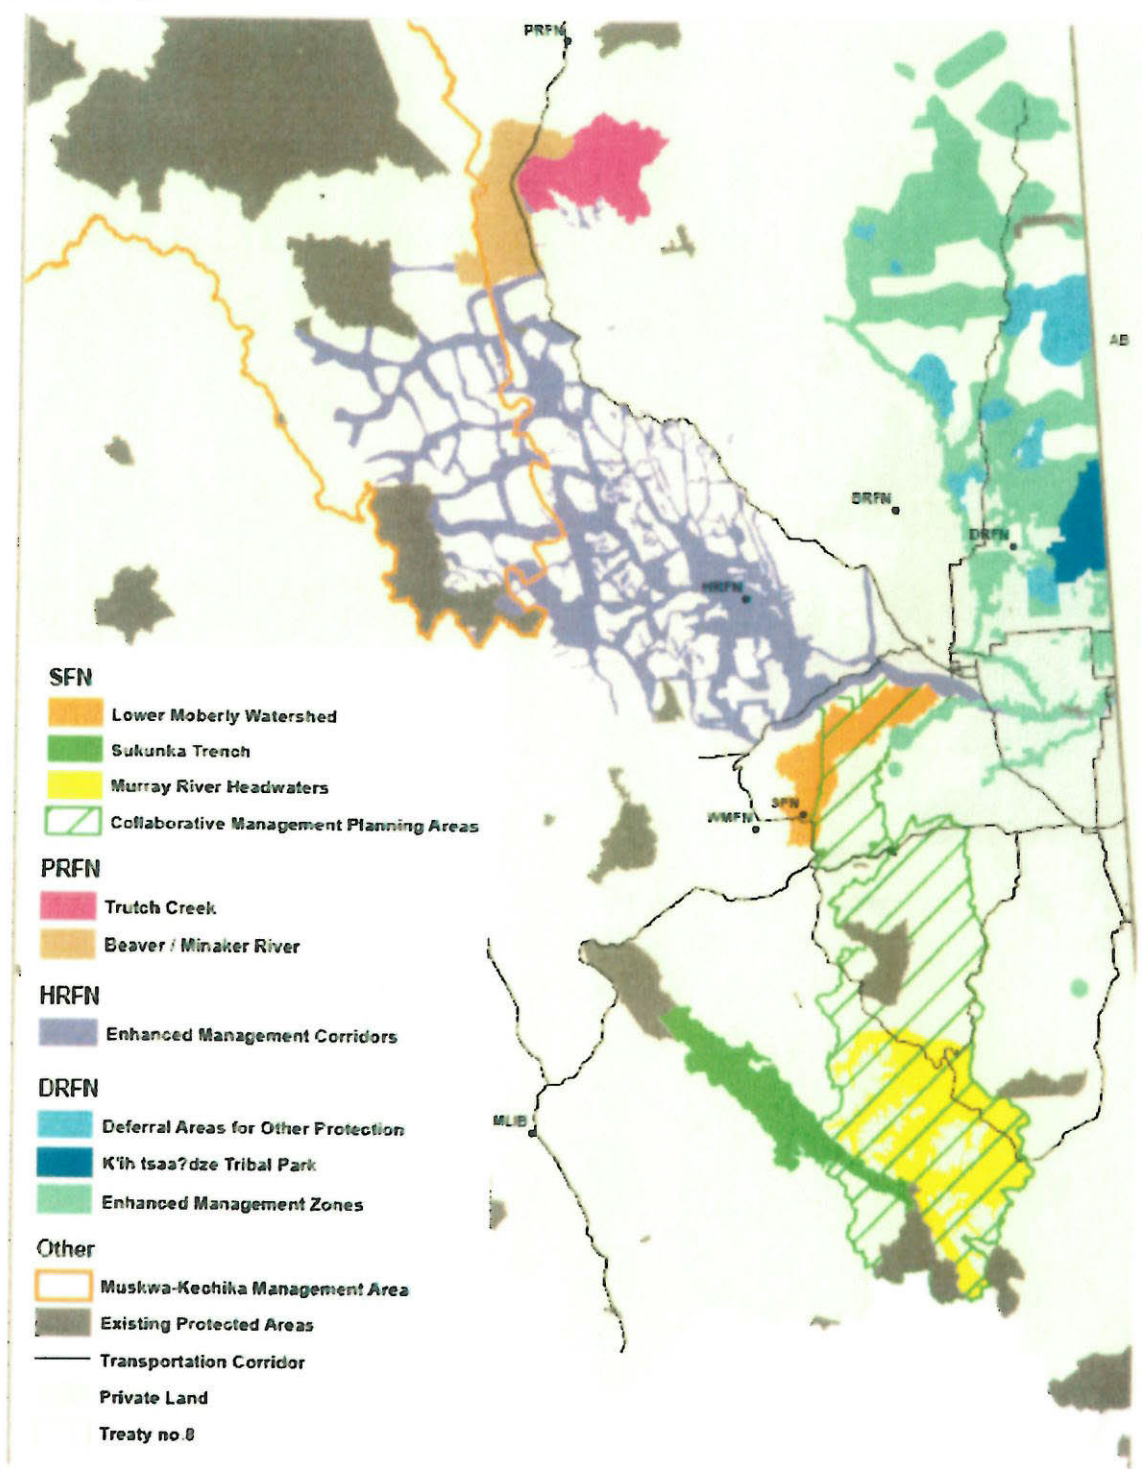 PRFN
AB
BRFN
DRFN
HRFN
SFN
WMFN
MLIB
SFN
Lower Moberly Watershed
Sukunka Trench
Murray River Headwaters
Collaborative Management Planning Areas
PRFN
Trutch Creek
Beaver / Minaker River
HRFN
Enhanced Management Corridors
DRFN
Deferral Areas for Other Protection
K'ih tsaa?dze Tribal Park
Enhanced Management Zones
Other
Muskwa-Kechika Management Area
Existing Protected Areas
Transportation Corridor
Private Land
Treaty no.8